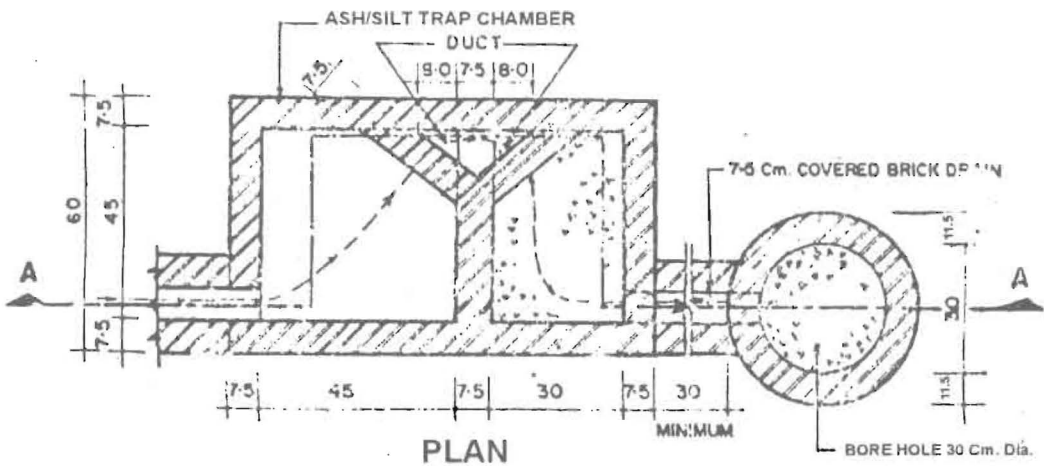 ASH/SILT TRAP CHAMBER
DUCT
7·5
9·0 7·5 8·0
7·5
60
45
7·5
A
A
7-5 Cm. COVERED BRICK
11.5
30
11.5
7·5 45 7·5 30 7·5 30
MINIMUM
PLAN
BORE HOLE 30 Cm. Dia.